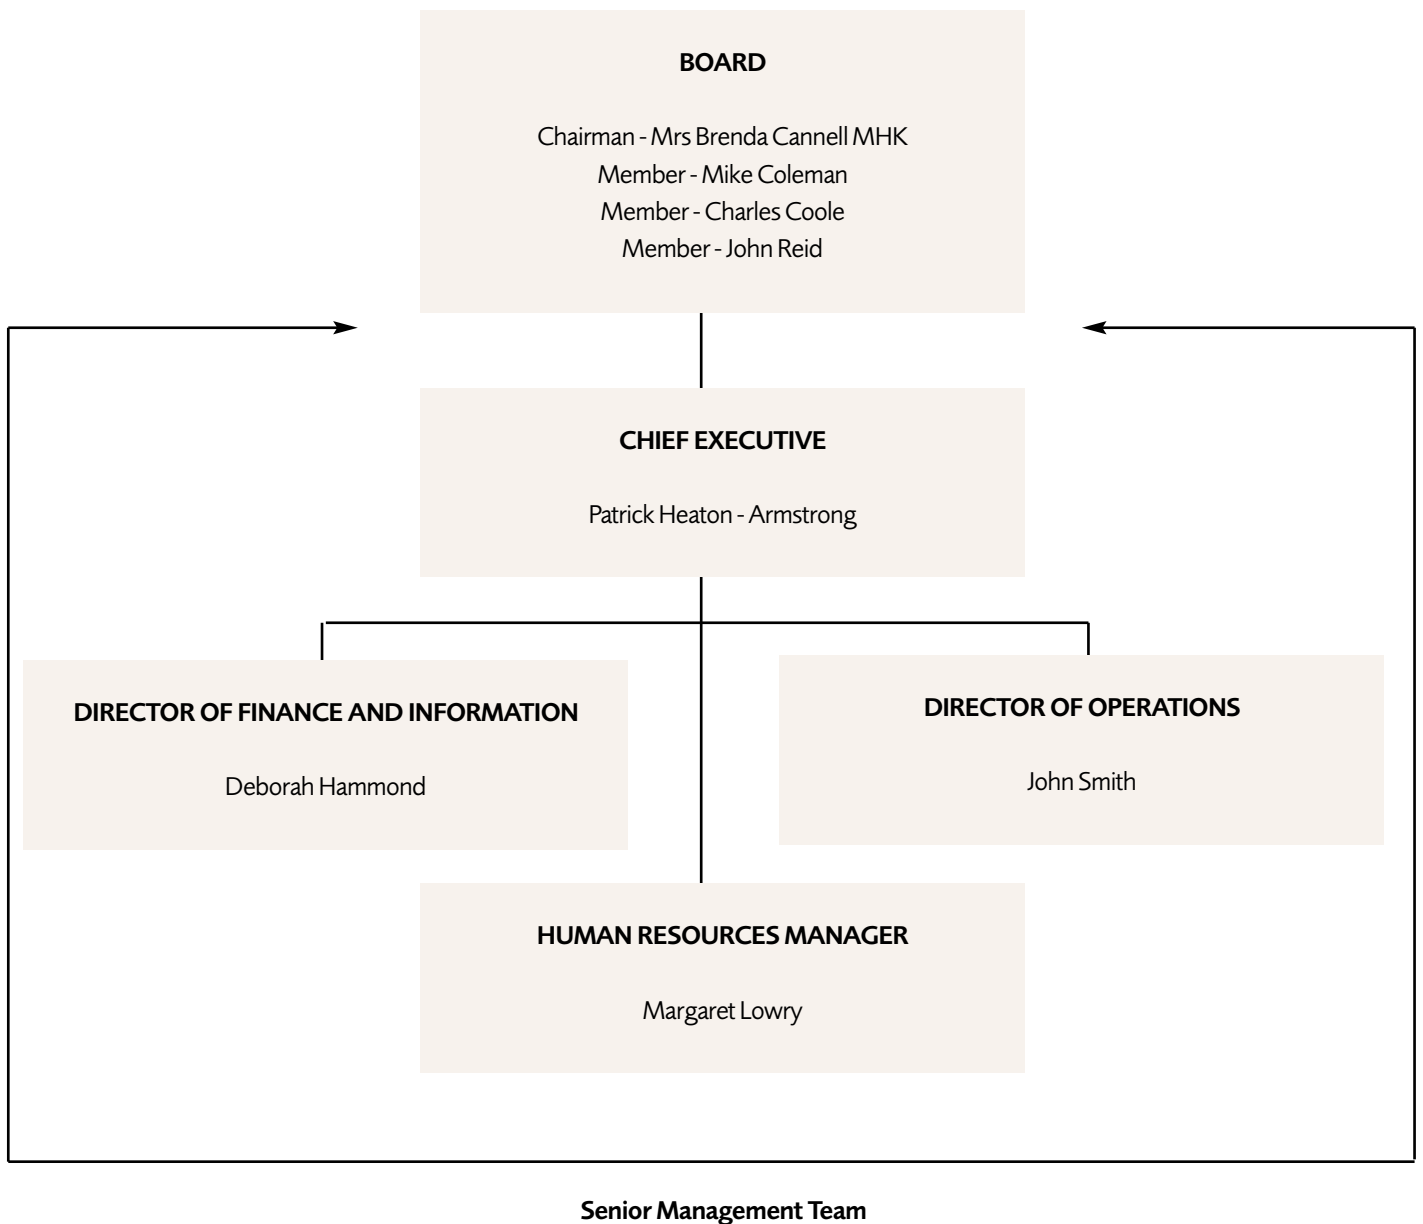 BOARD
Chairman - Mrs Brenda Cannell MHK
Member - Mike Coleman
Member - Charles Coole
Member - John Reid
CHIEF EXECUTIVE
Patrick Heaton - Armstrong
DIRECTOR OF FINANCE AND INFORMATION
Deborah Hammond
DIRECTOR OF OPERATIONS
John Smith
HUMAN RESOURCES MANAGER
Margaret Lowry
Senior Management Team